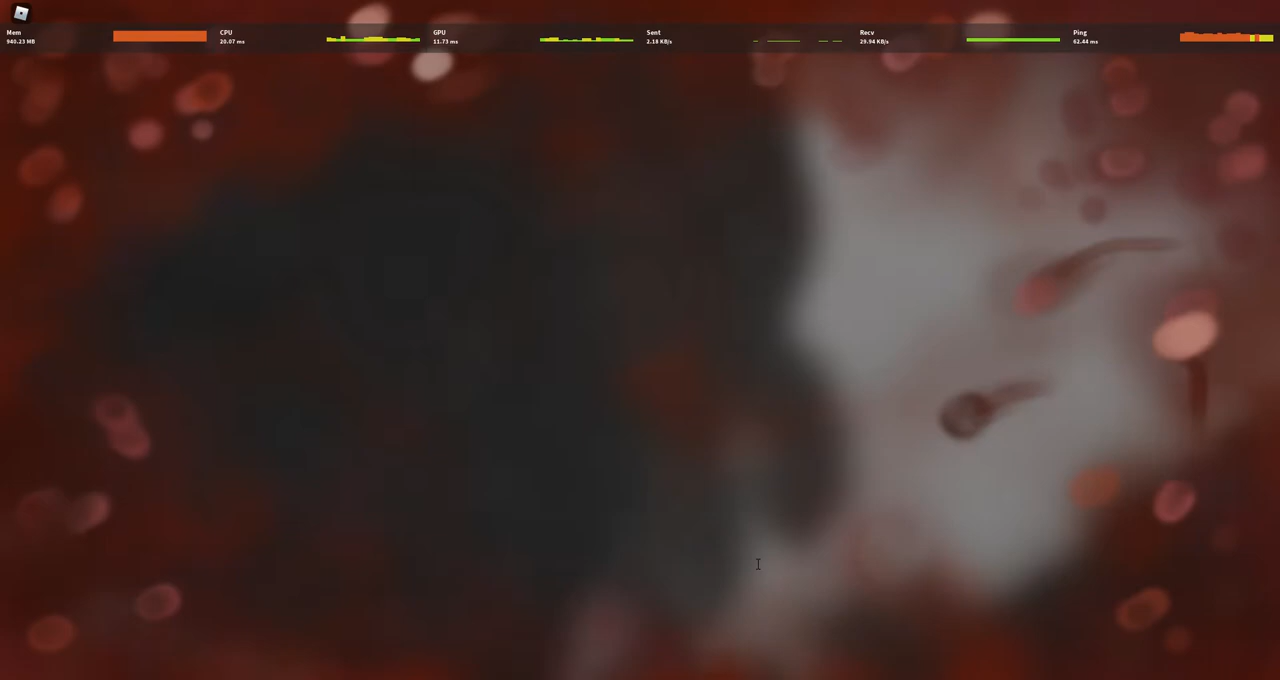 Mem
940.23 MB
CPU
20.07 ms
GPU
11.73 ms
Sent
2.18 KB/s
Recv
29.94 KB/s
Ping
62.44 ms